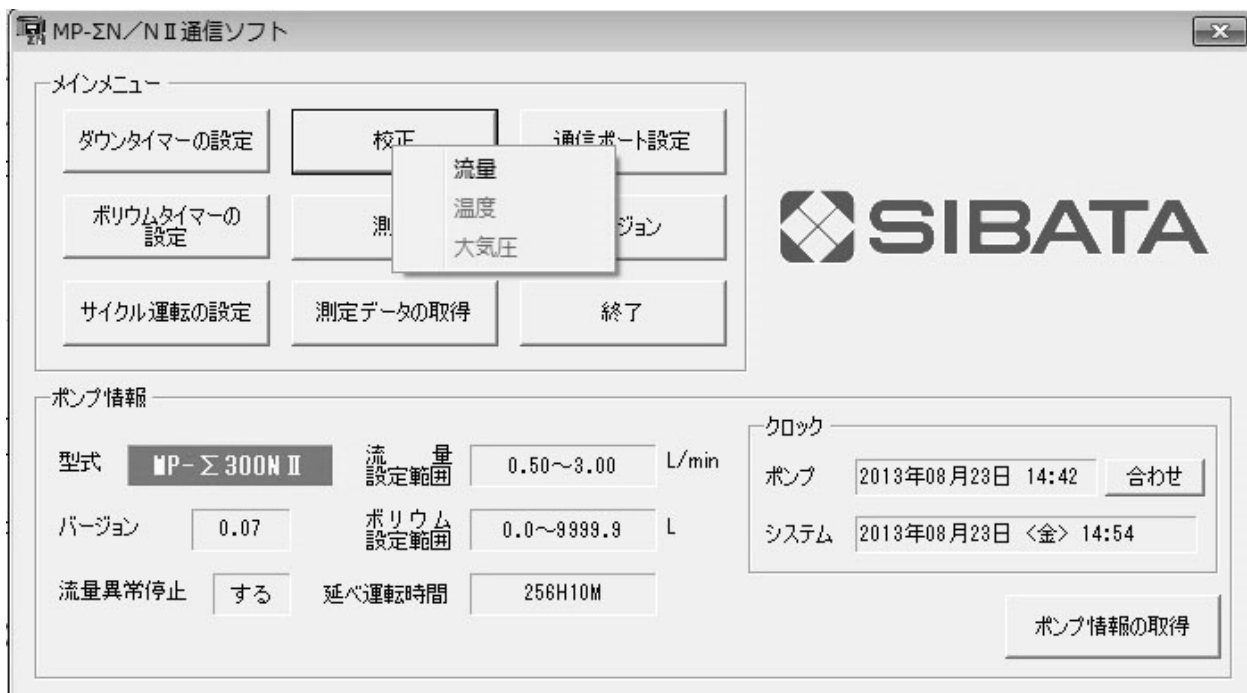 MP-ΣN／NⅡ通信ソフト
メインメニュー
ダウンタイマーの設定
校正
通信ポート設定
流量
温度
大気圧
ボリウムタイマーの
設定
測
ジョン
サイクル運転の設定
測定データの取得
終了
SIBATA
ポンプ情報
型式
MP-Σ300NⅡ
流量
設定範囲
0.50～3.00
L/min
バージョン
0.07
ボリウム
設定範囲
0.0～9999.9
L
流量異常停止
する
延べ運転時間
256H10M
クロック
ポンプ
2013年08月23日 14:42
合わせ
システム
2013年08月23日 〈金〉 14:54
ポンプ情報の取得